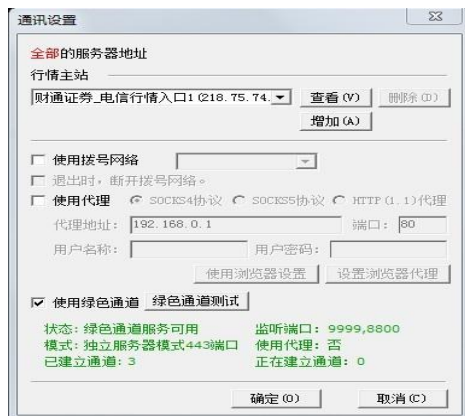 通讯设置
全部的服务器地址
行情主站
财通证券_电信行情入口1(218.75.74.
查看(V) 删除(D)
增加(A)
使用拨号网络
退出时,断开拨号网络。
使用代理 SOCKS4协议 SOCKS5协议 HTTP(1.1)代理
代理地址: 192.168.0.1 端口: 80
用户名称: 用户密码:
使用浏览器设置 设置浏览器代理
使用绿色通道 绿色通道测试
状态: 绿色通道服务可用 监听端口: 9999,8800
模式: 独立服务器模式443端口 使用代理: 否
已建立通道: 3 正在建立通道: 0
确定(O) 取消(C)